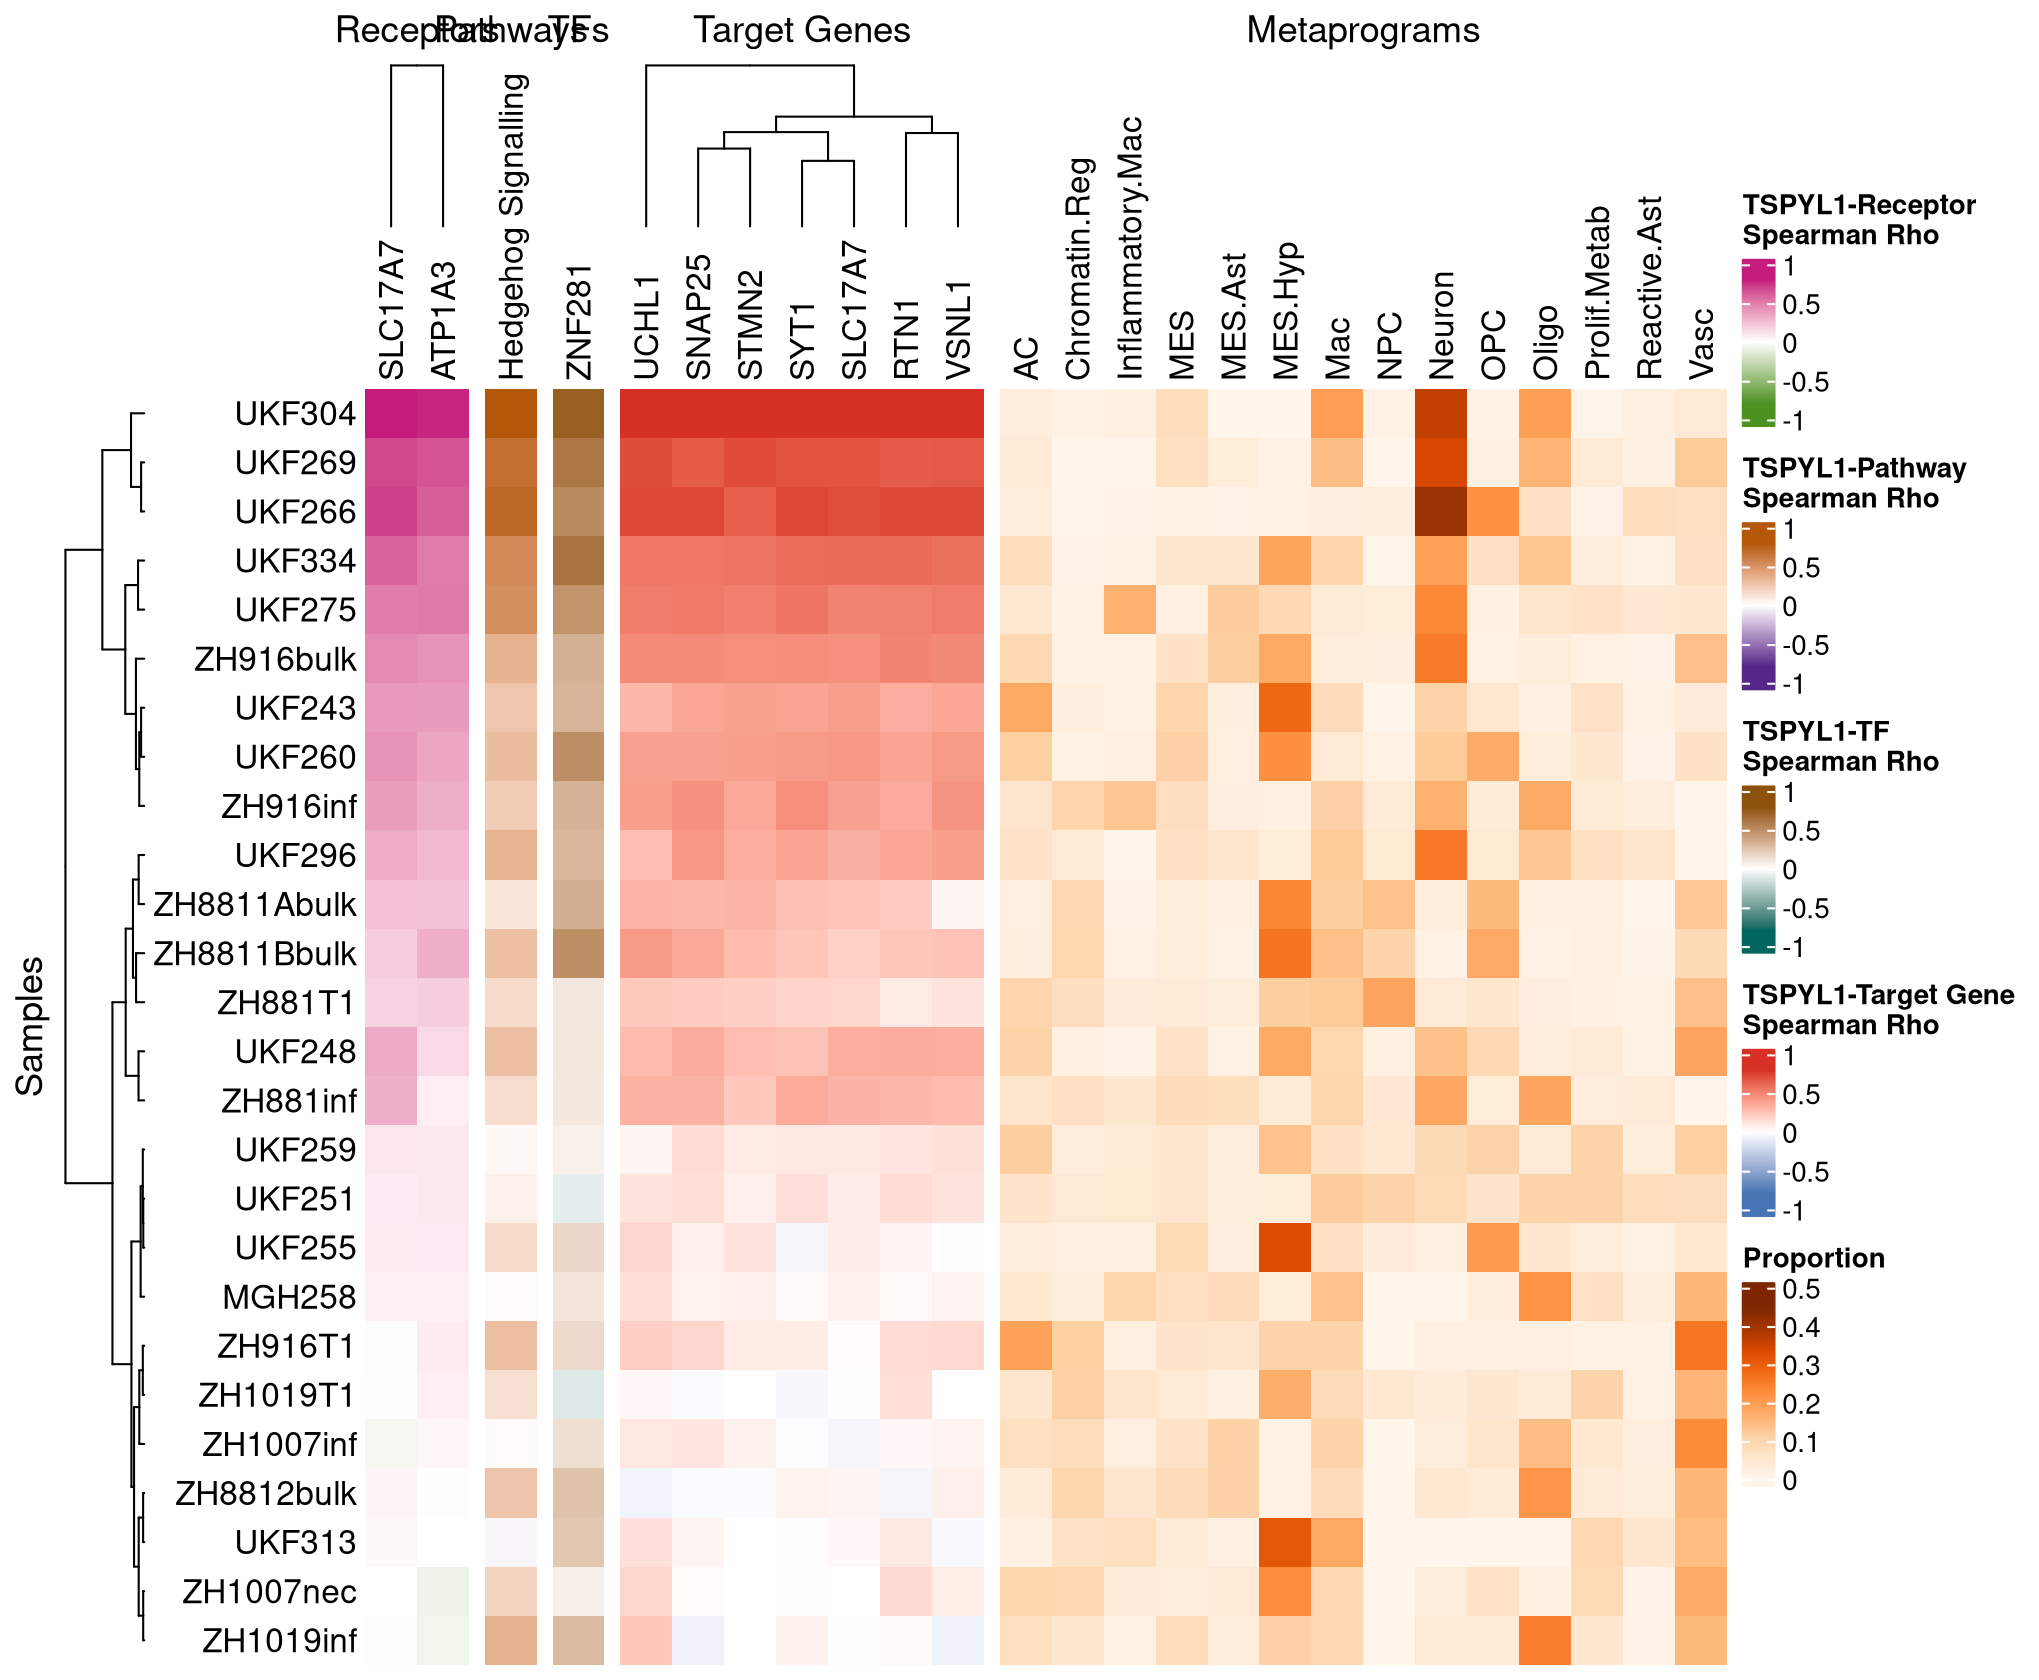 Receptors Pathways TFs Target Genes Metaprograms
SLC17A7
ATP1A3
Hedgehog Signalling
ZNF281
UCHL1
SNAP25
STMN2
SYT1
SLC17A7
RTN1
VSNL1
AC
Chromatin.Reg
Inflammatory.Mac
MES
MES.Ast
MES.Hyp
Mac
NPC
Neuron
OPC
Oligo
Prolif.Metab
Reactive.Ast
Vasc
Samples
UKF304
UKF269
UKF266
UKF334
UKF275
ZH916bulk
UKF243
UKF260
ZH916inf
UKF296
ZH8811Abulk
ZH8811Bbulk
ZH881T1
UKF248
ZH881inf
UKF259
UKF251
UKF255
MGH258
ZH916T1
ZH1019T1
ZH1007inf
ZH8812bulk
UKF313
ZH1007nec
ZH1019inf
TSPYL1-Receptor
Spearman Rho
1
0.5
0
-0.5
-1
TSPYL1-Pathway
Spearman Rho
1
0.5
0
-0.5
-1
TSPYL1-TF
Spearman Rho
1
0.5
0
-0.5
-1
TSPYL1-Target Gene
Spearman Rho
1
0.5
0
-0.5
-1
Proportion
0.5
0.4
0.3
0.2
0.1
0